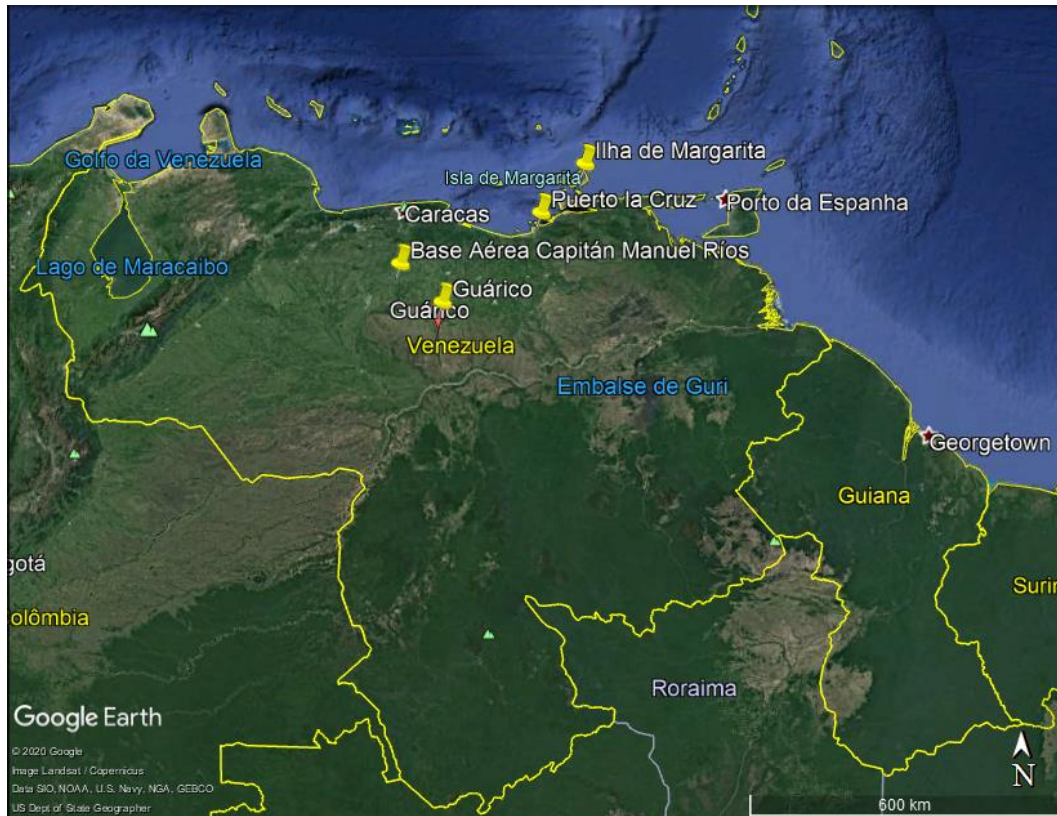 Ilha de Margarita
Golfo da Venezuela
Isla de Margarita
Puerto la Cruz
Porto da Espanha
Caracas
Base Aérea Capitán Manuel Ríos
Lago de Maracaibo
Guárico
Guárico
Venezuela
Embalse de Guri
Georgetown
Guiana
gotá
Surin
olômbia
Roraima
Google Earth
© 2020 Google
Image Landsat / Copernicus
Data SIO, NOAA, U.S. Navy, NGA, GEBCO
US Dept of State Geographer
N
600 km